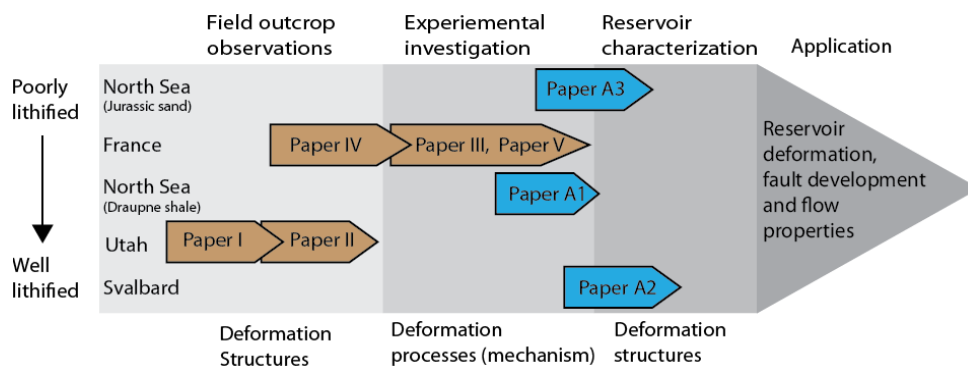 Field outcrop
observations
Experiemental
investigation
Reservoir
characterization
Application
Poorly
lithified
Well
lithified
North Sea
(Jurassic sand)
Paper A3
France
Paper IV
Paper III, Paper V
North Sea
(Draupne shale)
Paper A1
Utah
Paper I
Paper II
Svalbard
Paper A2
Reservoir
deformation,
fault development
and flow
properties
Deformation
Structures
Deformation
processes (mechanism)
Deformation
structures